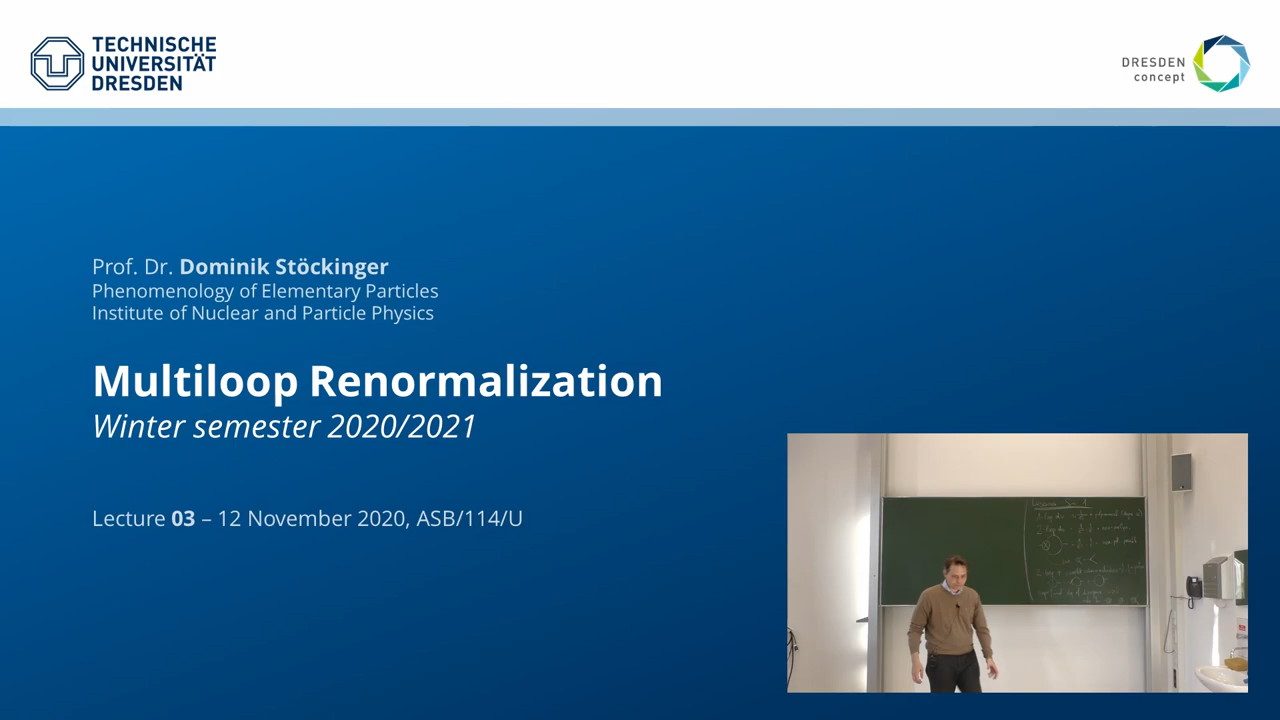 TECHNISCHE
UNIVERSITÄT
DRESDEN
DRESDEN
concept
Prof. Dr. Dominik Stöckinger
Phenomenology of Elementary Particles
Institute of Nuclear and Particle Physics
Multiloop Renormalization
Winter semester 2020/2021
Lecture 03 – 12 November 2020, ASB/114/U